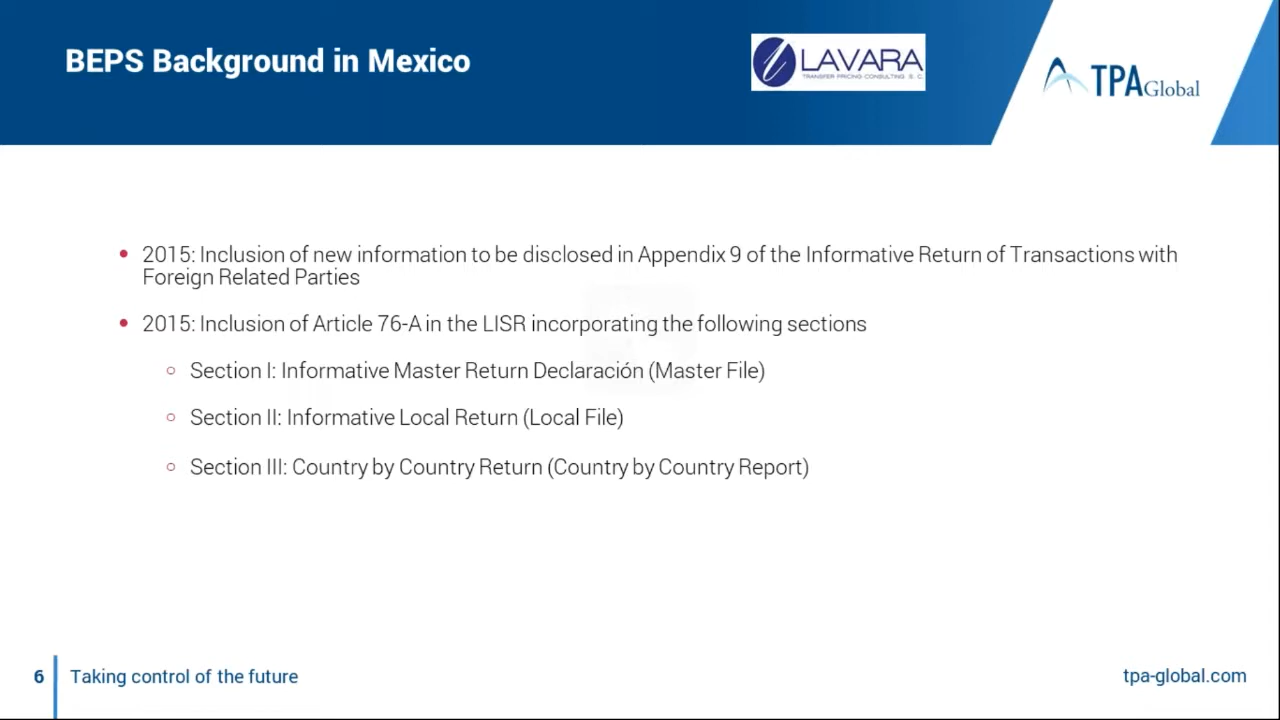 BEPS Background in Mexico
LAVARA
TRANSFER PRICING CONSULTING S. C.
TPA Global
• 2015: Inclusion of new information to be disclosed in Appendix 9 of the Informative Return of Transactions with
Foreign Related Parties
• 2015: Inclusion of Article 76-A in the LISR incorporating the following sections
○ Section I: Informative Master Return Declaración (Master File)
○ Section II: Informative Local Return (Local File)
○ Section III: Country by Country Return (Country by Country Report)
6 Taking control of the future
tpa-global.com